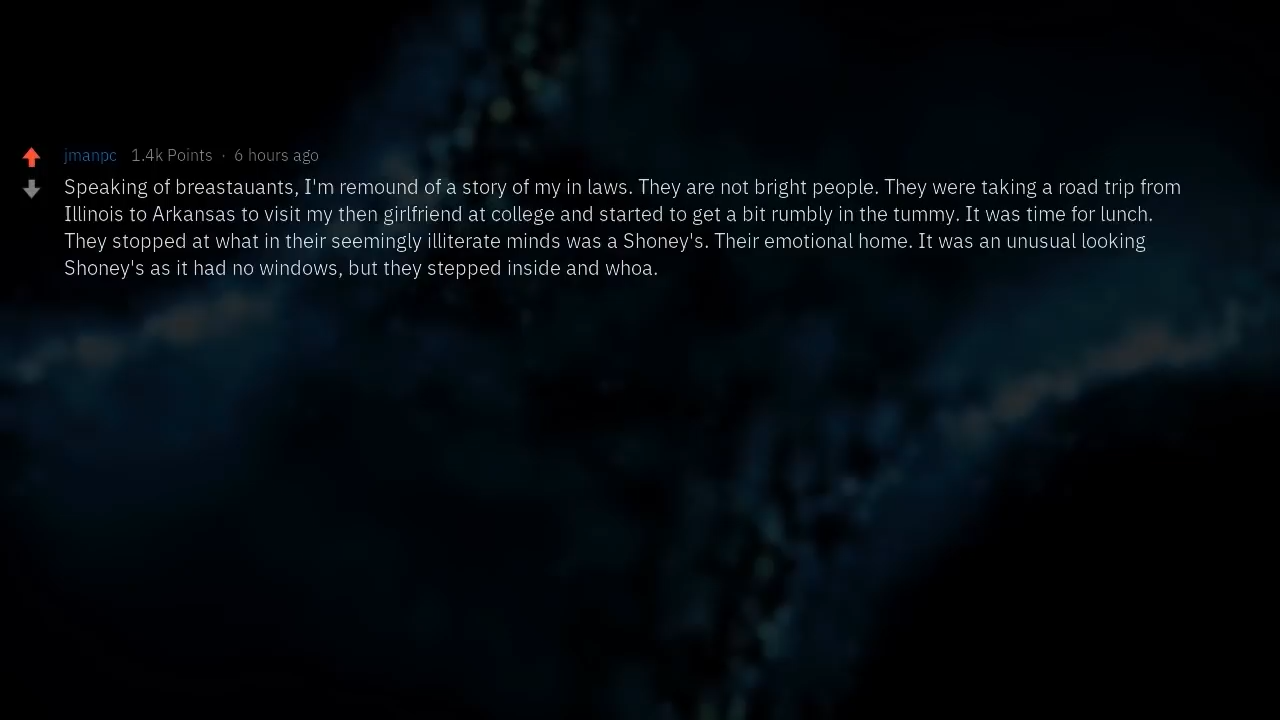 jmanpc 1.4k Points · 6 hours ago
Speaking of breastauants, I'm remound of a story of my in laws. They are not bright people. They were taking a road trip from
Illinois to Arkansas to visit my then girlfriend at college and started to get a bit rumbly in the tummy. It was time for lunch.
They stopped at what in their seemingly illiterate minds was a Shoney's. Their emotional home. It was an unusual looking
Shoney's as it had no windows, but they stepped inside and whoa.